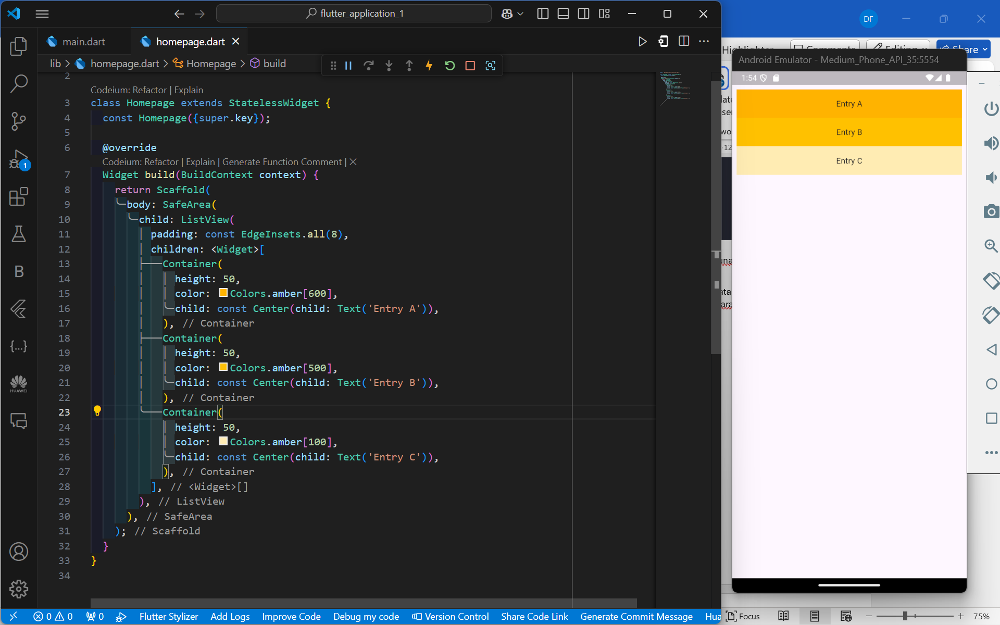 flutter_application_1
main.dart
homepage.dart
lib > homepage.dart > Homepage > build
2
Codeium: Refactor | Explain
3 class Homepage extends StatelessWidget {
4 const Homepage({super.key});
5
6 @override
Codeium: Refactor | Explain | Generate Function Comment | X
7 Widget build(BuildContext context) {
8 return Scaffold(
9 body: SafeArea(
10 child: ListView(
11 padding: const EdgeInsets.all(8),
12 children: <Widget>[
13 Container(
14 height: 50,
15 color: Colors.amber[600],
16 child: const Center(child: Text('Entry A')),
17 ), // Container
18 Container(
19 height: 50,
20 color: Colors.amber[500],
21 child: const Center(child: Text('Entry B')),
22 ), // Container
23 Container(
24 height: 50,
25 color: Colors.amber[100],
26 child: const Center(child: Text('Entry C')),
27 ), // Container
28 ], // <Widget>[]
29 ), // ListView
30 ), // SafeArea
31 ); // Scaffold
32 }
33 }
34
1
B
{...}
HUAWEI
0 0 0 Flutter Stylizer Add Logs Improve Code Debug my code Version Control Share Code Link Generate Commit Message Hua
DF
Highlighter Comments Editing Share
Android Emulator - Medium_Phone_API_35:5554
1:54
Entry A
Entry B
Entry C
12
Focus 75%